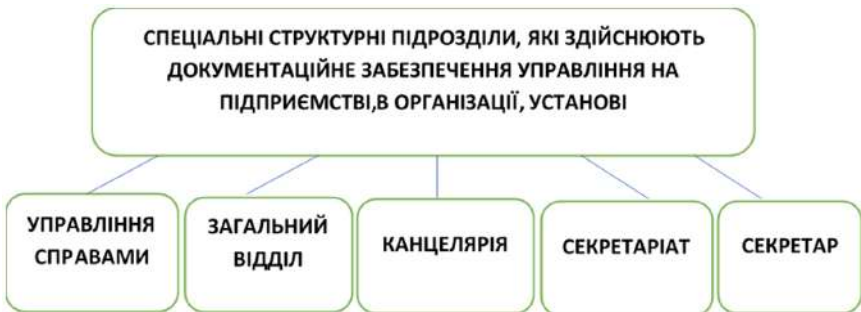 СПЕЦІАЛЬНІ СТРУКТУРНІ ПІДРОЗДІЛИ, ЯКІ ЗДІЙСНЮЮТЬ
ДОКУМЕНТАЦІЙНЕ ЗАБЕЗПЕЧЕННЯ УПРАВЛІННЯ НА
ПІДПРИЄМСТВІ,В ОРГАНІЗАЦІЇ, УСТАНОВІ
УПРАВЛІННЯ
СПРАВАМИ
ЗАГАЛЬНИЙ
ВІДДІЛ
КАНЦЕЛЯРІЯ
СЕКРЕТАРІАТ
СЕКРЕТАР